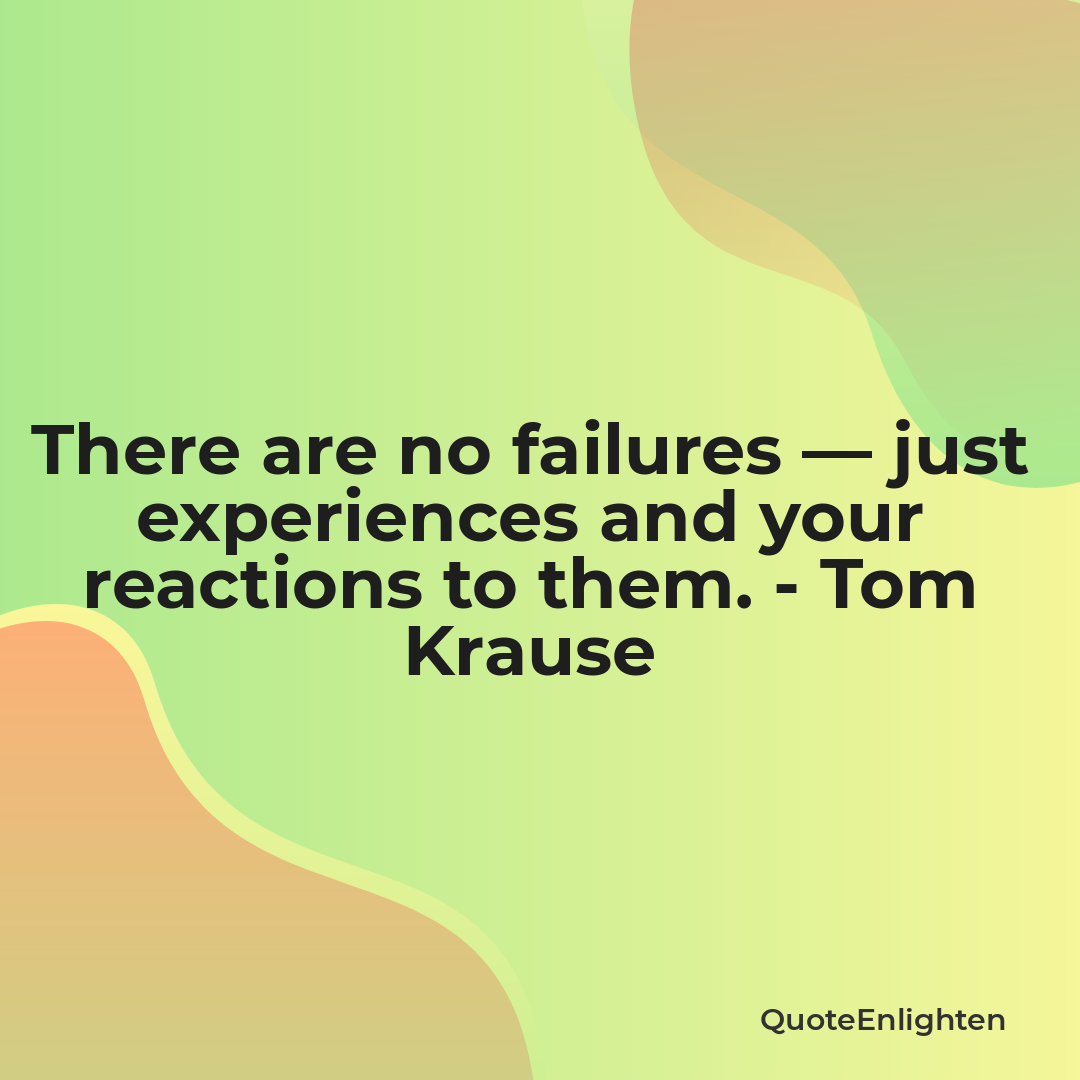 There are no failures — just
experiences and your
reactions to them. - Tom
Krause
QuoteEnlighten